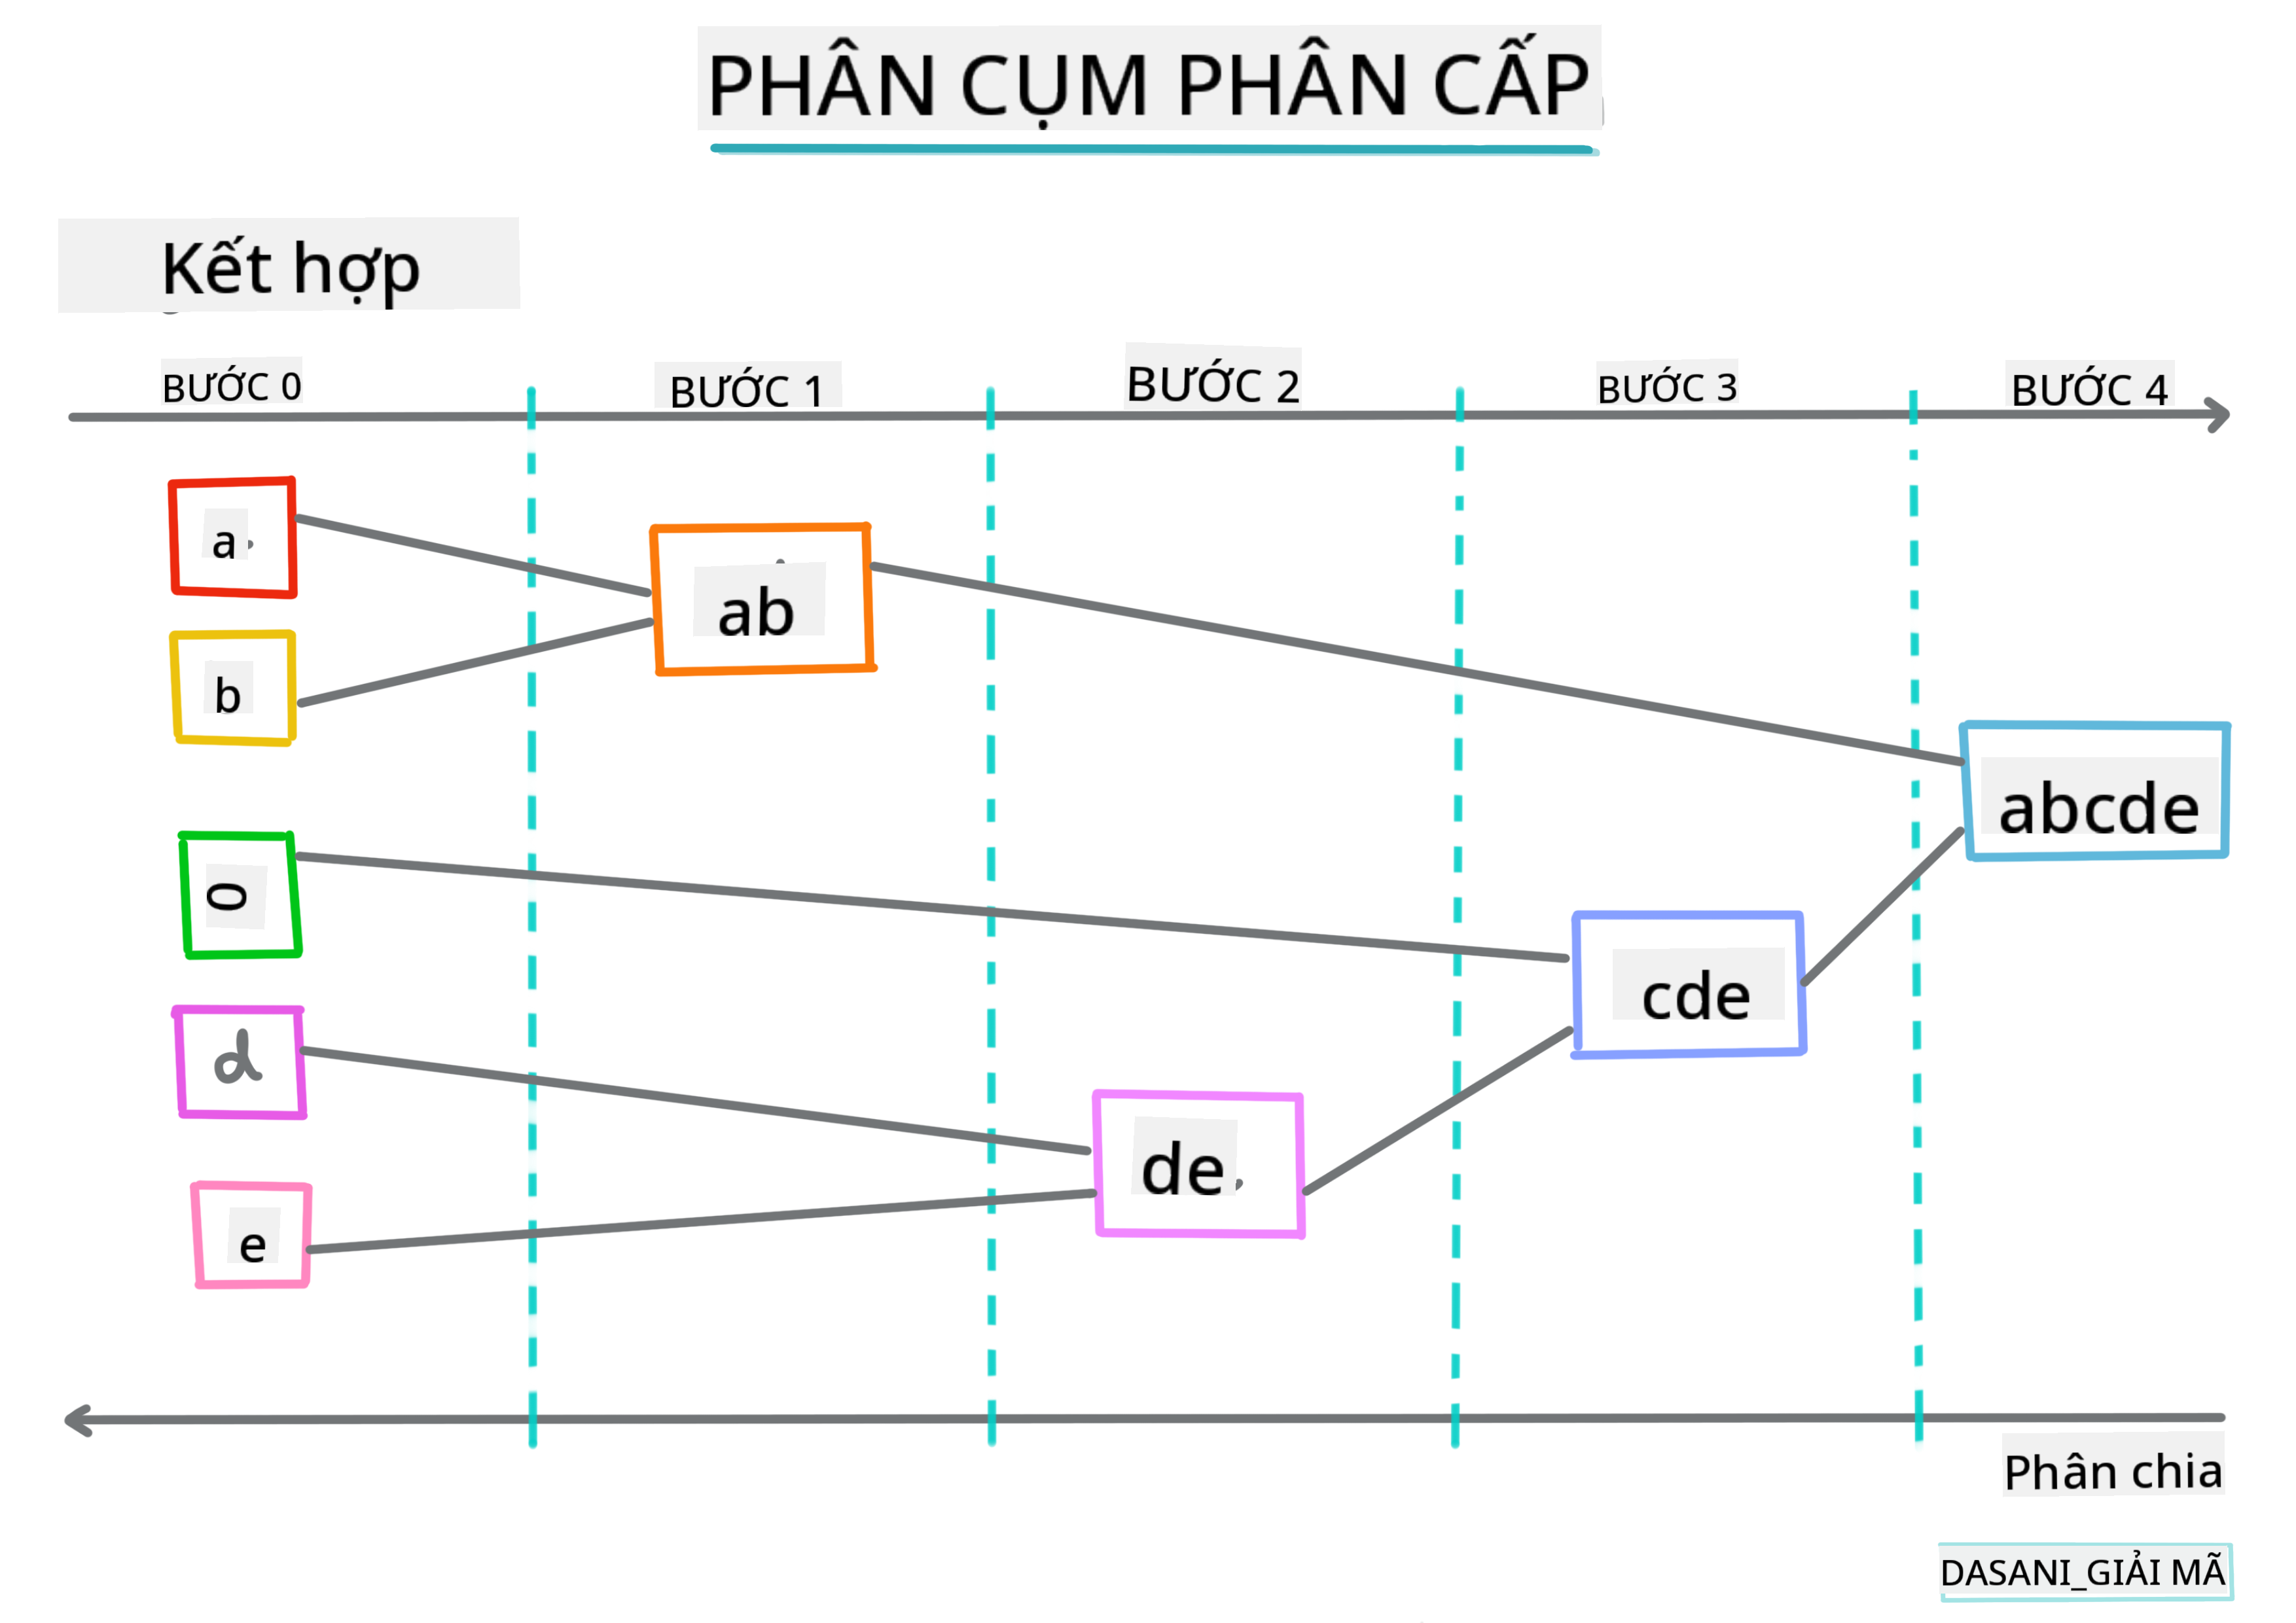 PHÂN CỤM PHÂN CẤP
Kết hợp
BƯỚC 0
BƯỚC 1
BƯỚC 2
BƯỚC 3
BƯỚC 4
a
b
0
d
e
ab
de
cde
abcde
Phân chia
DASANI_GIẢI MÃ